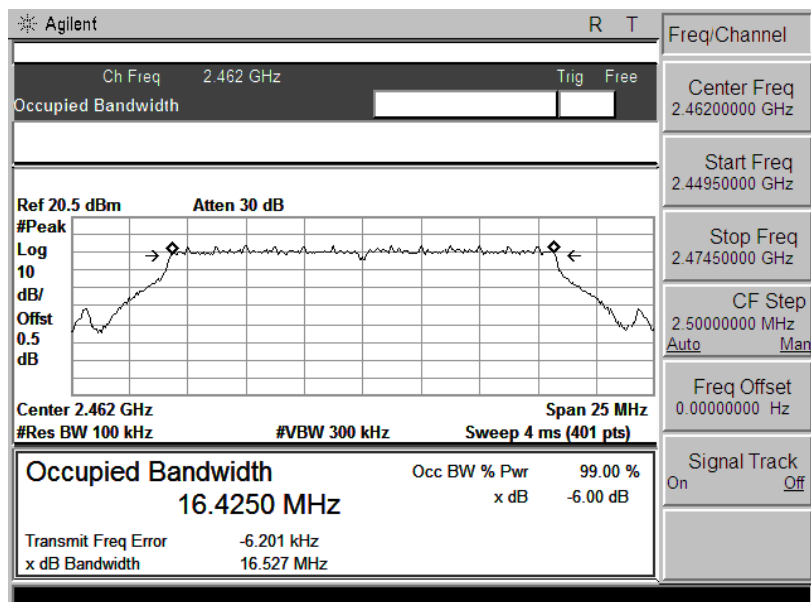 Agilent R T
Ch Freq 2.462 GHz Trig Free
Occupied Bandwidth
Ref 20.5 dBm Atten 30 dB
#Peak
Log
10
dB/
Offst
0.5
dB
Center 2.462 GHz Span 25 MHz
#Res BW 100 kHz #VBW 300 kHz Sweep 4 ms (401 pts)
Occupied Bandwidth
16.4250 MHz
Occ BW % Pwr 99.00 %
x dB -6.00 dB
Transmit Freq Error -6.201 kHz
x dB Bandwidth 16.527 MHz
Freq/Channel
Center Freq
2.46200000 GHz
Start Freq
2.44950000 GHz
Stop Freq
2.47450000 GHz
CF Step
2.50000000 MHz
Auto Man
Freq Offset
0.00000000 Hz
Signal Track
On Off